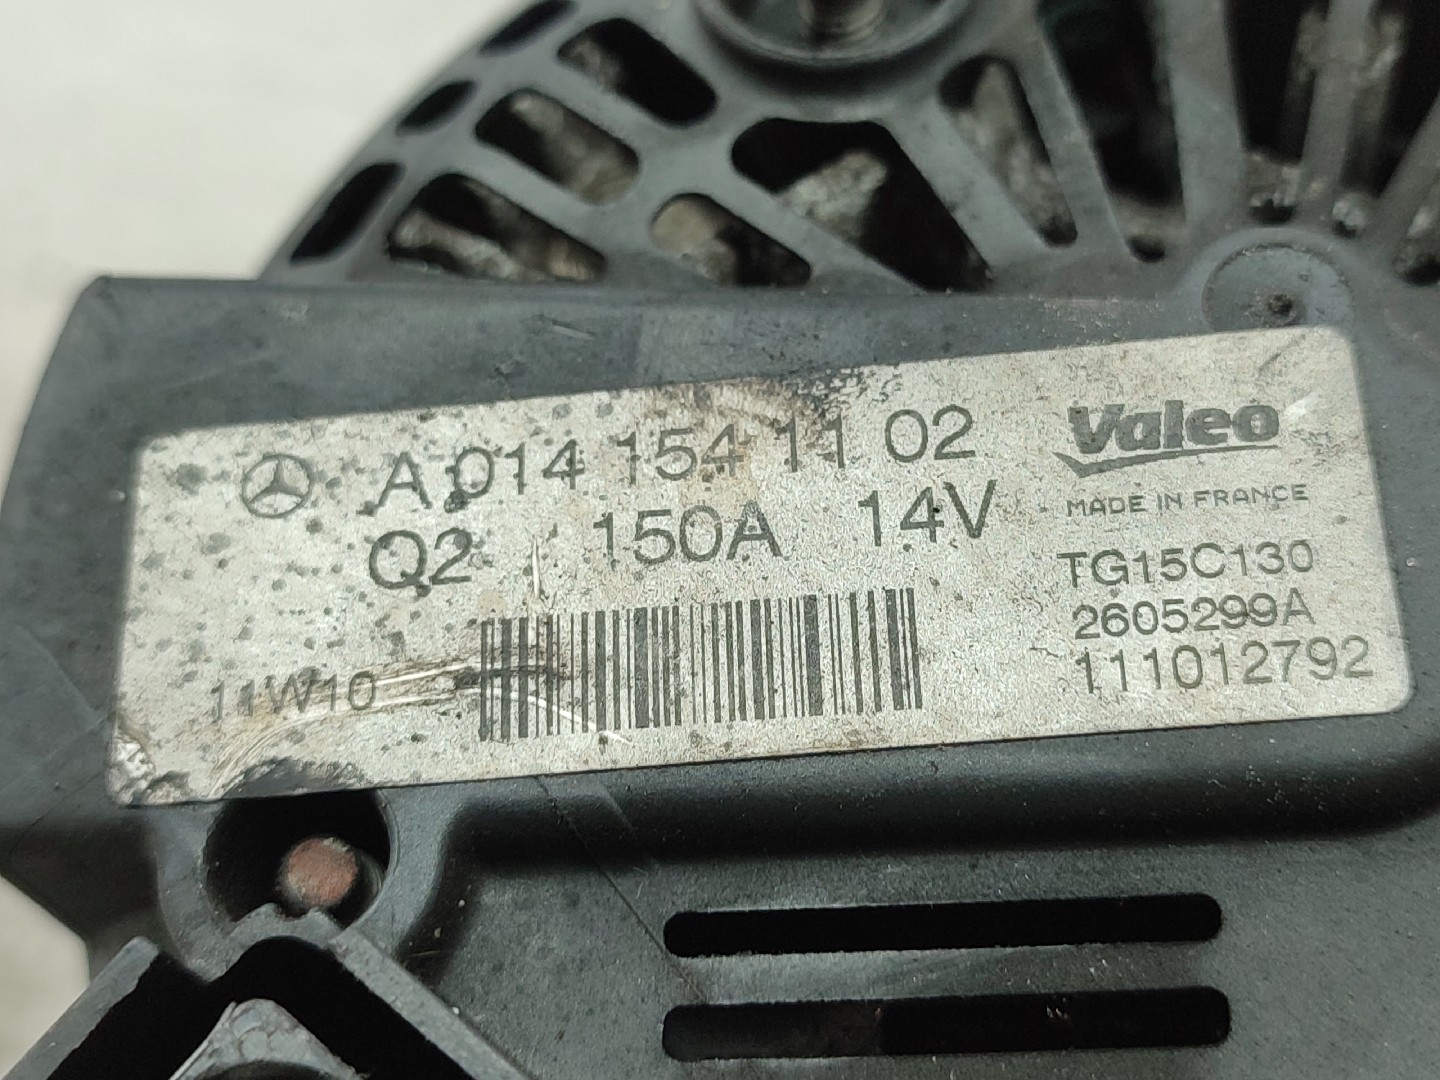 A 014 154 11 02
Q2 150A 14V
11W10
Valeo
MADE IN FRANCE
TG15C130
2605299A
111012792